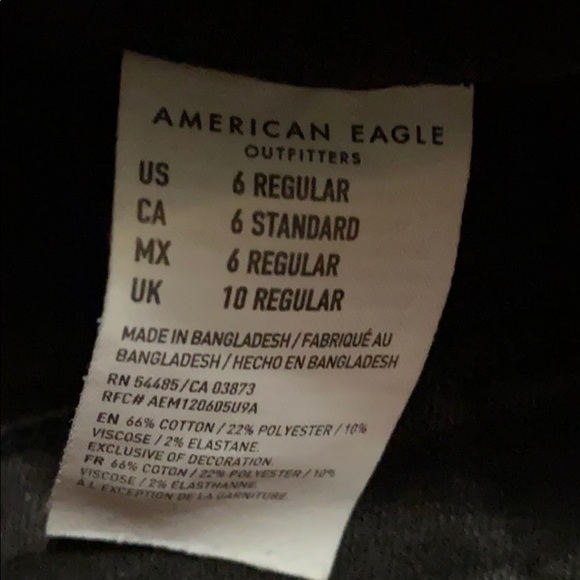 AMERICAN EAGLE
OUTFITTERS
US 6 REGULAR
CA 6 STANDARD
MX 6 REGULAR
UK 10 REGULAR
MADE IN BANGLADESH/FABRIQUÉ AU
BANGLADESH/HECHO EN BANGLADESH
RN 54485/CA 03873
RFC# AEM120605U9A
EN 66% COTTON/22% POLYESTER/10%
VISCOSE/2% ELASTANE.
EXCLUSIVE OF DECORATION.
FR 66% COTON/22% POLYESTER/10%
VISCOSE/2% ÉLASTHANNE.
À L'EXCEPTION DE LA GARNITURE.